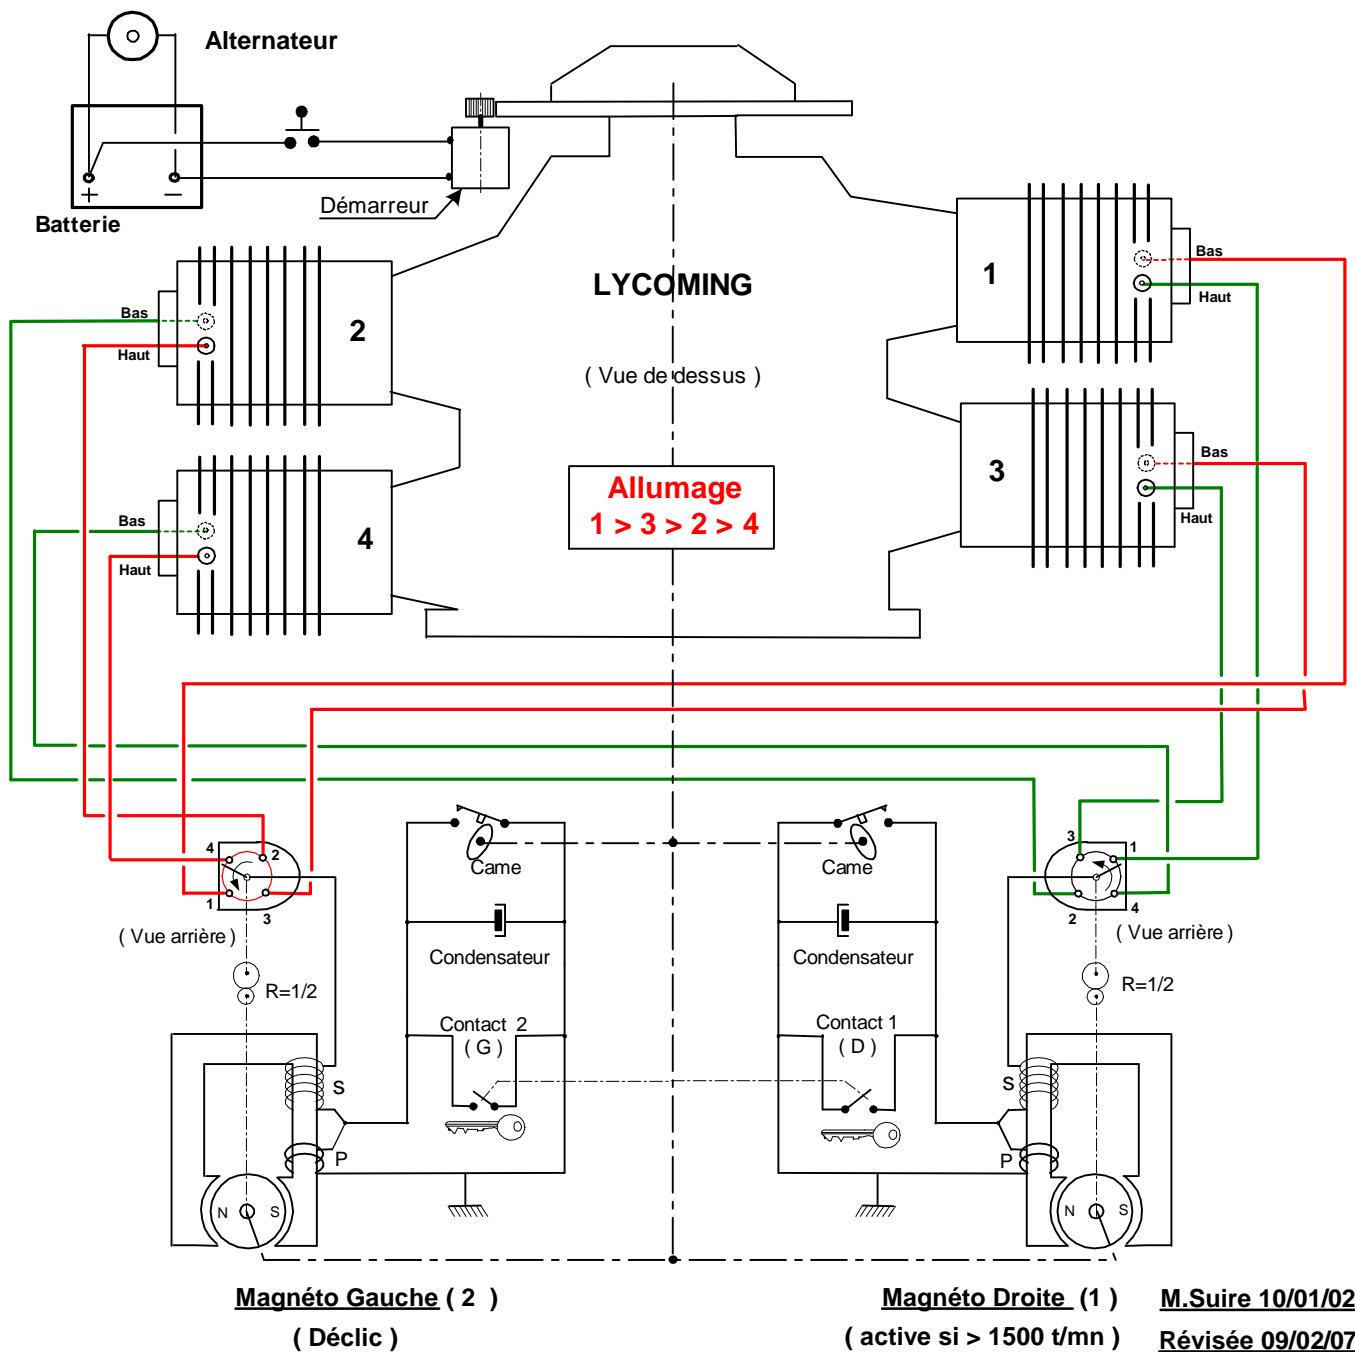 Alternateur
+ −
Batterie
Démarreur
LYCOMING
( Vue de dessus )
Allumage
1 > 3 > 2 > 4
Bas
Haut
2
Bas
Haut
4
1
Bas
Haut
3
Bas
Haut
4 2
1 3
( Vue arrière )
R=1/2
S
P
N S
Came
Condensateur
Contact 2
( G )
Came
Condensateur
Contact 1
( D )
3 1
2 4
( Vue arrière )
R=1/2
S
P
N S
Magnéto Gauche ( 2 )
( Déclic )
Magnéto Droite (1 )
( active si > 1500 t/mn )
M.Suire 10/01/02
Révisée 09/02/07